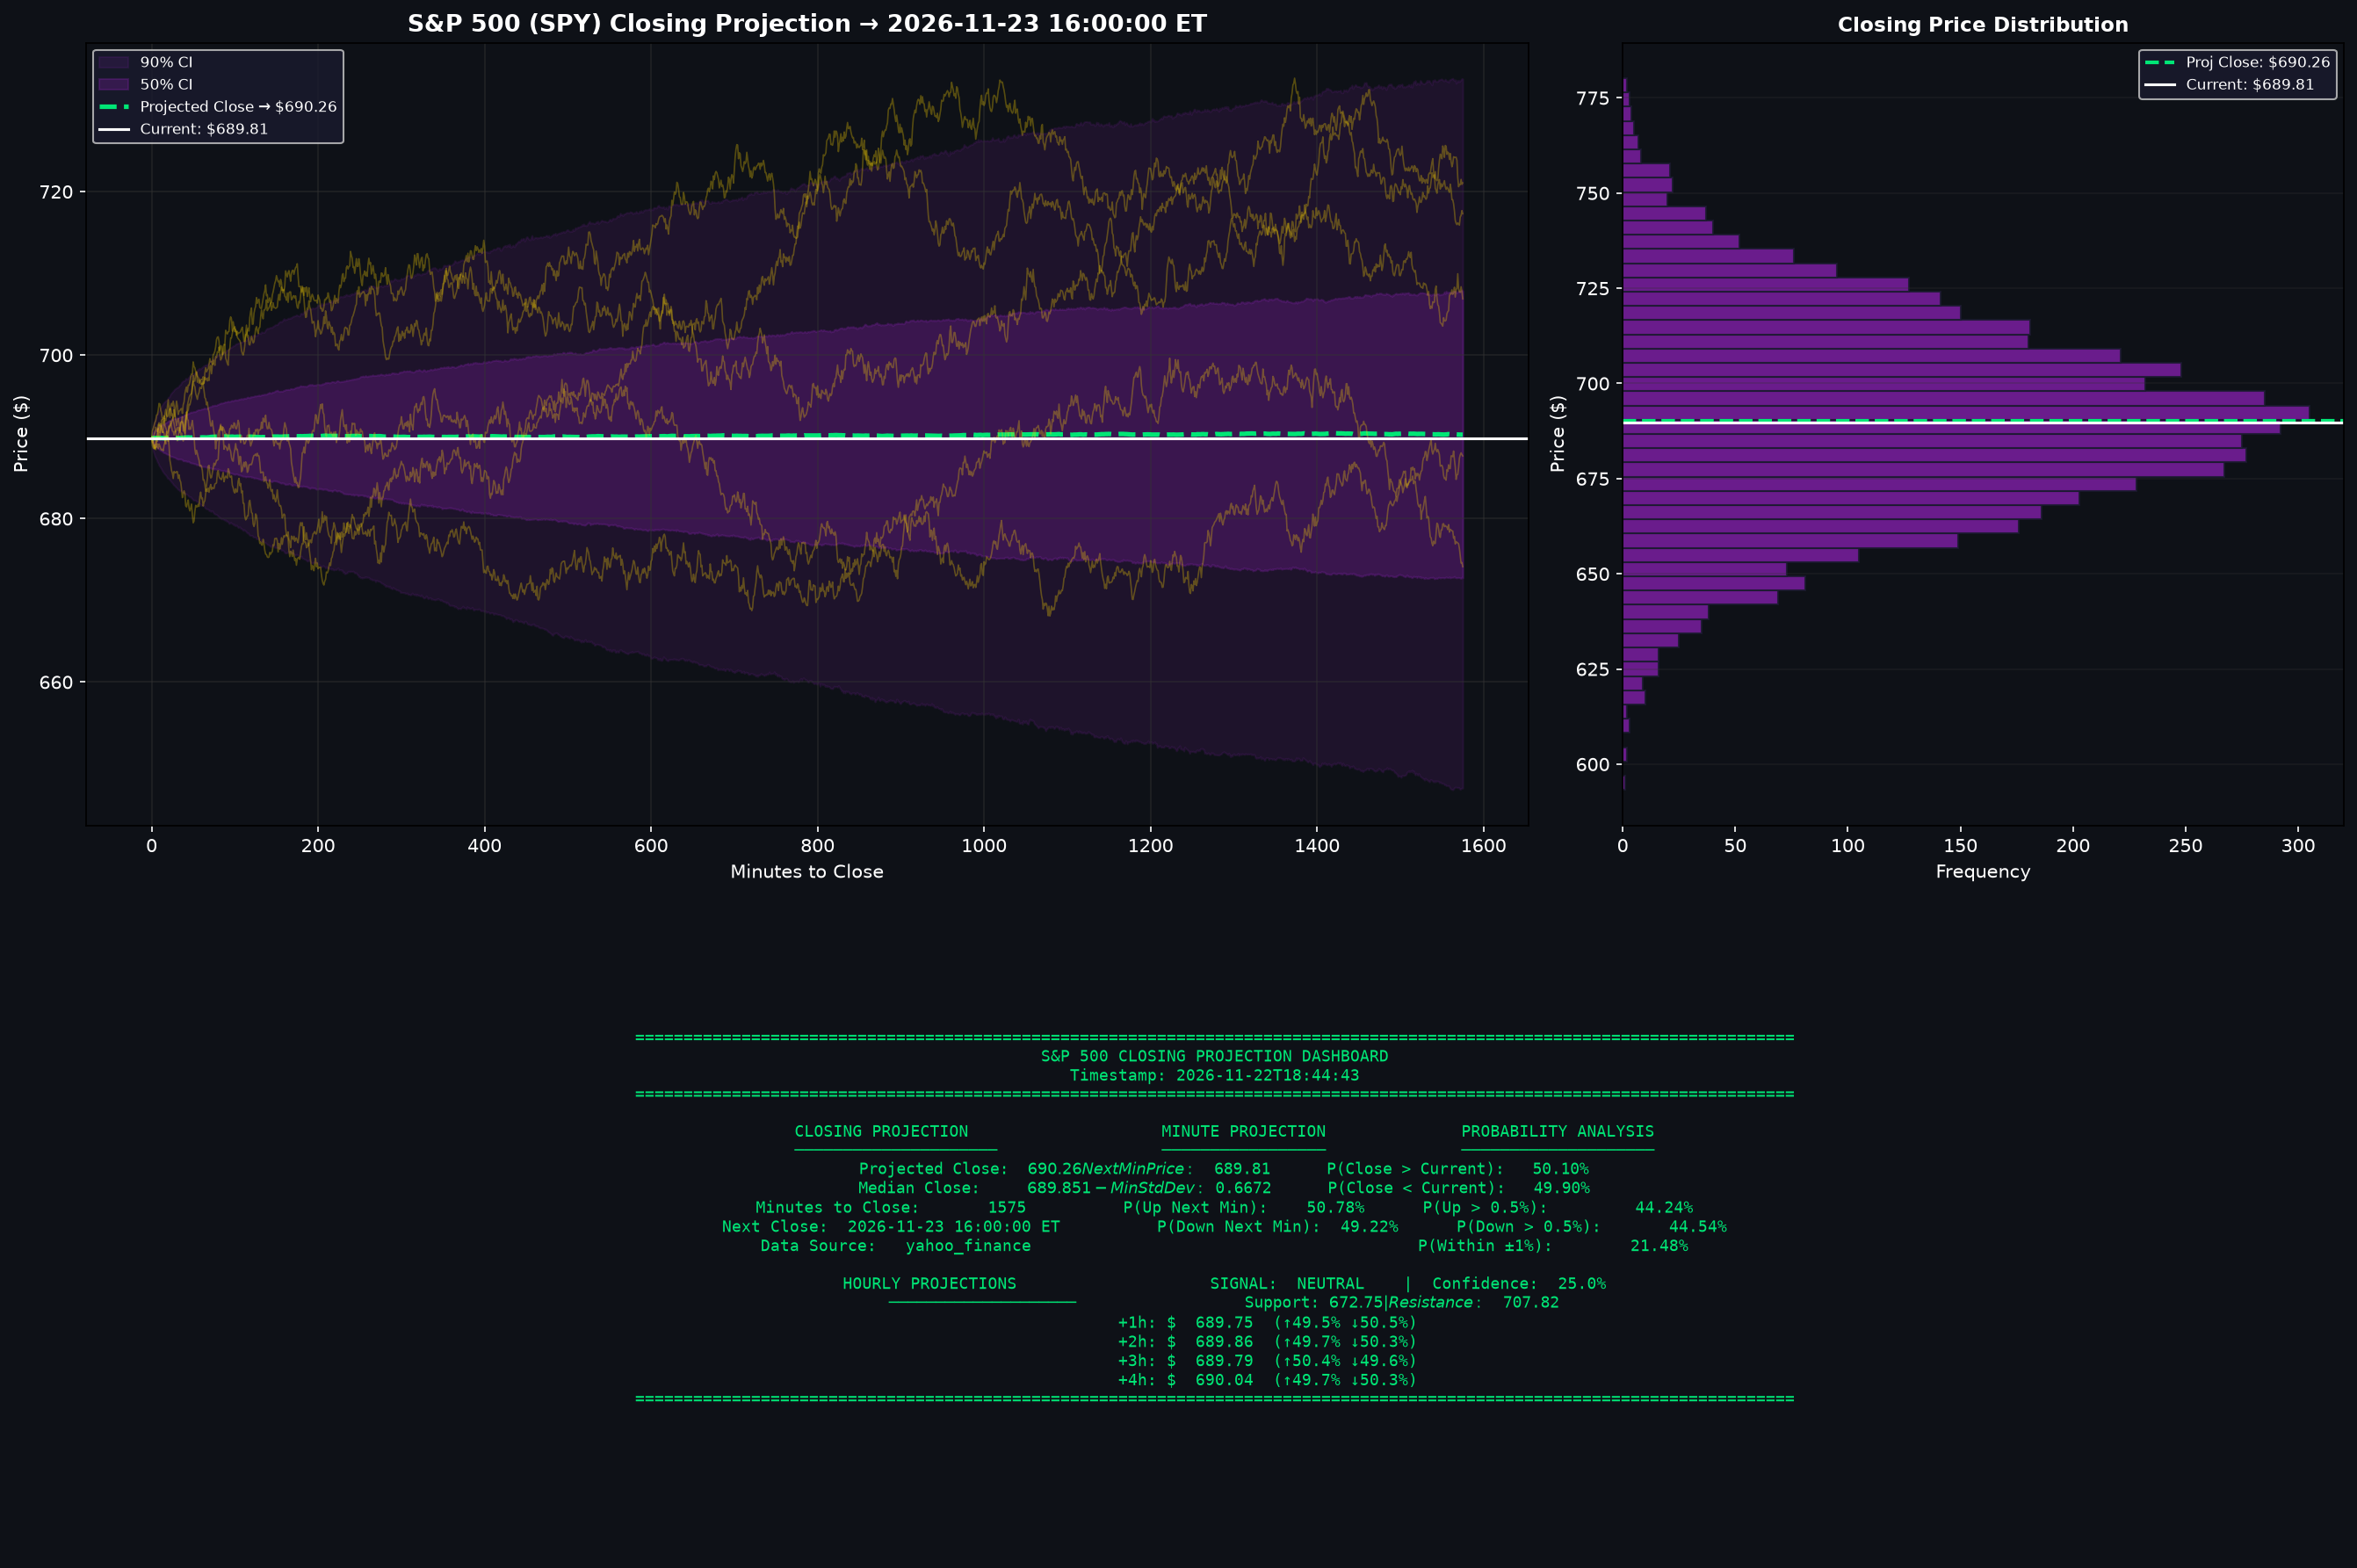 S&P 500 (SPY) Closing Projection → 2026-11-23 16:00:00 ET
90% CI
50% CI
Projected Close → $690.26
Current: $689.81
720
700
680
660
Price ($)
0 200 400 600 800 1000 1200 1400 1600
Minutes to Close
Closing Price Distribution
Proj Close: $690.26
Current: $689.81
775
750
725
700
675
650
625
600
Price ($)
0 50 100 150 200 250 300
Frequency
S&P 500 CLOSING PROJECTION DASHBOARD
Timestamp: 2026-11-22T18:44:43
CLOSING PROJECTION MINUTE PROJECTION PROBABILITY ANALYSIS
Projected Close: 690.26NextMinPrice: 689.81 P(Close > Current): 50.10%
Median Close: 689.851-MinStdDev: 0.6672 P(Close < Current): 49.90%
Minutes to Close: 1575 P(Up Next Min): 50.78% P(Up > 0.5%): 44.24%
Next Close: 2026-11-23 16:00:00 ET P(Down Next Min): 49.22% P(Down > 0.5%): 44.54%
Data Source: yahoo_finance P(Within ±1%): 21.48%
HOURLY PROJECTIONS SIGNAL: NEUTRAL | Confidence: 25.0%
Support: 672.75|Resistance: 707.82
+1h: $ 689.75 (↑49.5% ↓50.5%)
+2h: $ 689.86 (↑49.7% ↓50.3%)
+3h: $ 689.79 (↑50.4% ↓49.6%)
+4h: $ 690.04 (↑49.7% ↓50.3%)